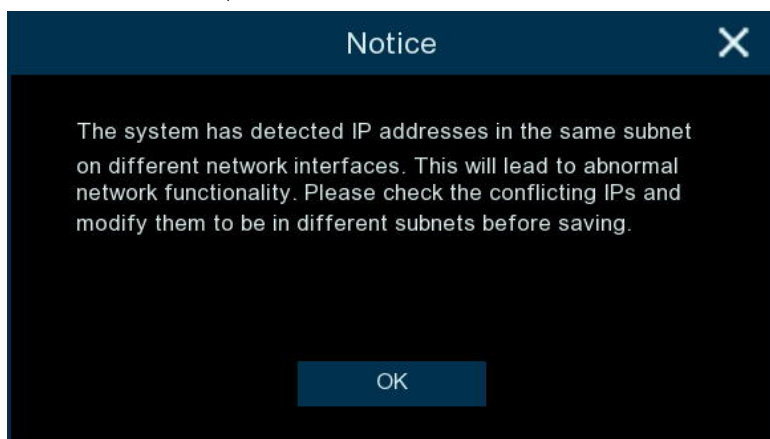 Notice
The system has detected IP addresses in the same subnet
on different network interfaces. This will lead to abnormal
network functionality. Please check the conflicting IPs and
modify them to be in different subnets before saving.
OK